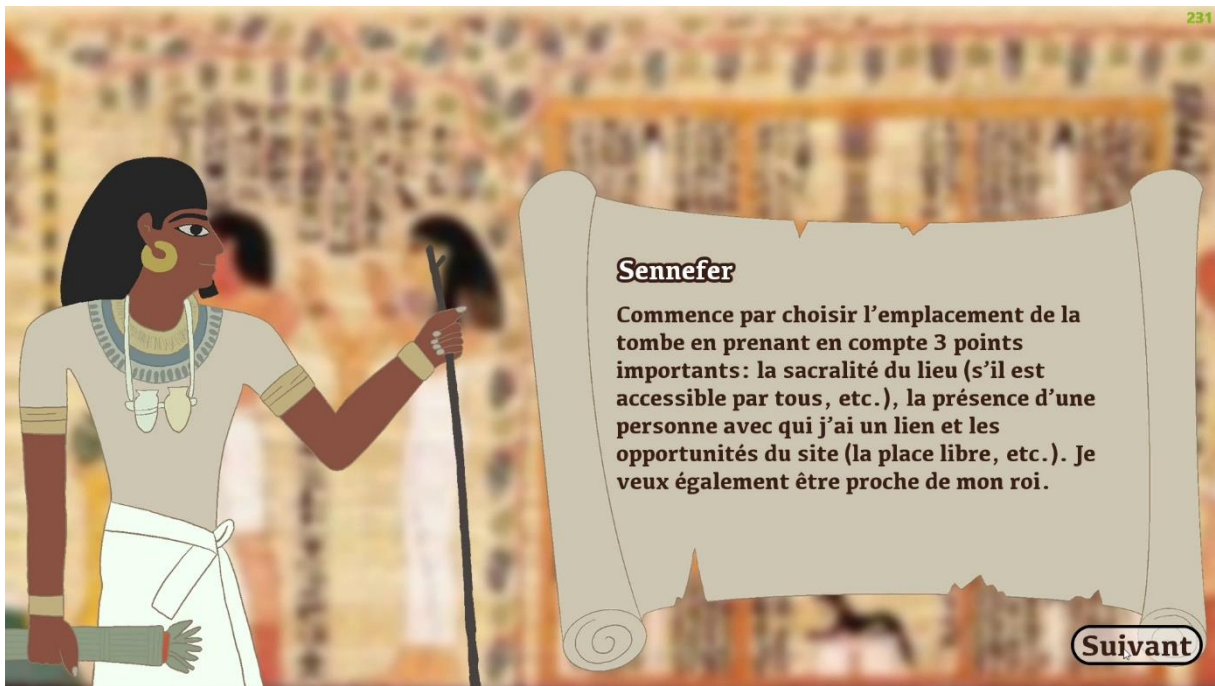 231
Sennefer
Commence par choisir l’emplacement de la
tombe en prenant en compte 3 points
importants: la sacralité du lieu (s’il est
accessible par tous, etc.), la présence d’une
personne avec qui j’ai un lien et les
opportunités du site (la place libre, etc.). Je
veux également être proche de mon roi.
Suivant